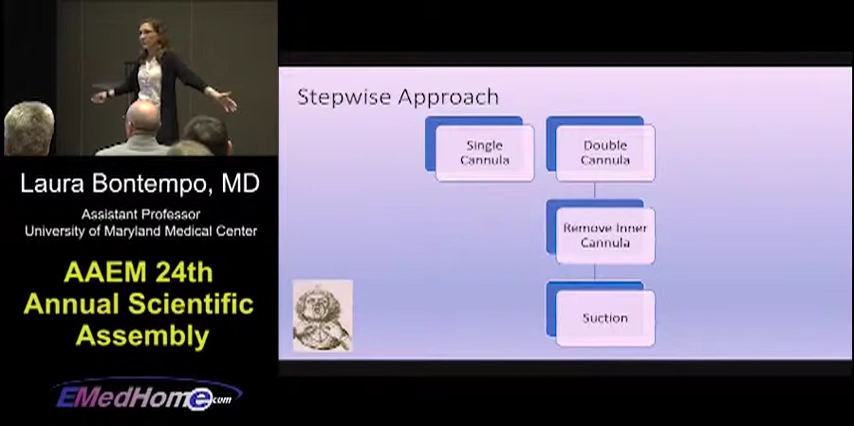 Laura Bontempo, MD
Assistant Professor
University of Maryland Medical Center
AAEM 24th
Annual Scientific
Assembly
EMedHome.com
Stepwise Approach
Single
Cannula
Double
Cannula
Remove Inner
Cannula
Suction